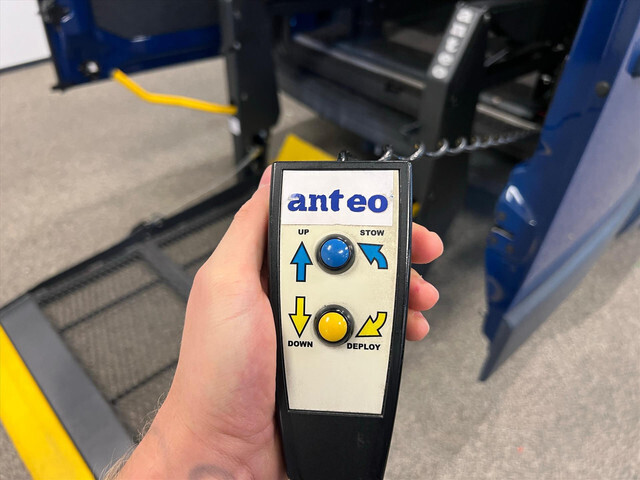 anteo
UP STOW
DOWN DEPLOY